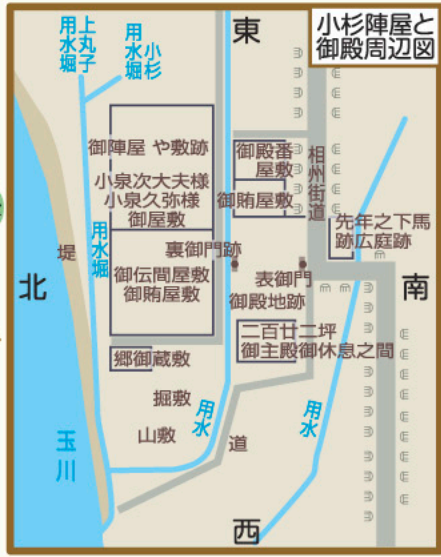 小杉陣屋と
御殿周辺図
東
上丸子
用水堀
小杉
用水堀
御陣屋 や敷跡
小泉次大夫様
小泉久弥様
御屋敷
御殿番
屋敷
御賄屋敷
相州街道
先年之下馬
跡広庭跡
用水堀
堤
裏御門跡
御伝間屋敷
御賄屋敷
表御門
御殿地跡
北
南
二百廿二坪
御主殿御休息之間
郷御蔵敷
掘敷
山敷
用水
道
用水
玉川
西